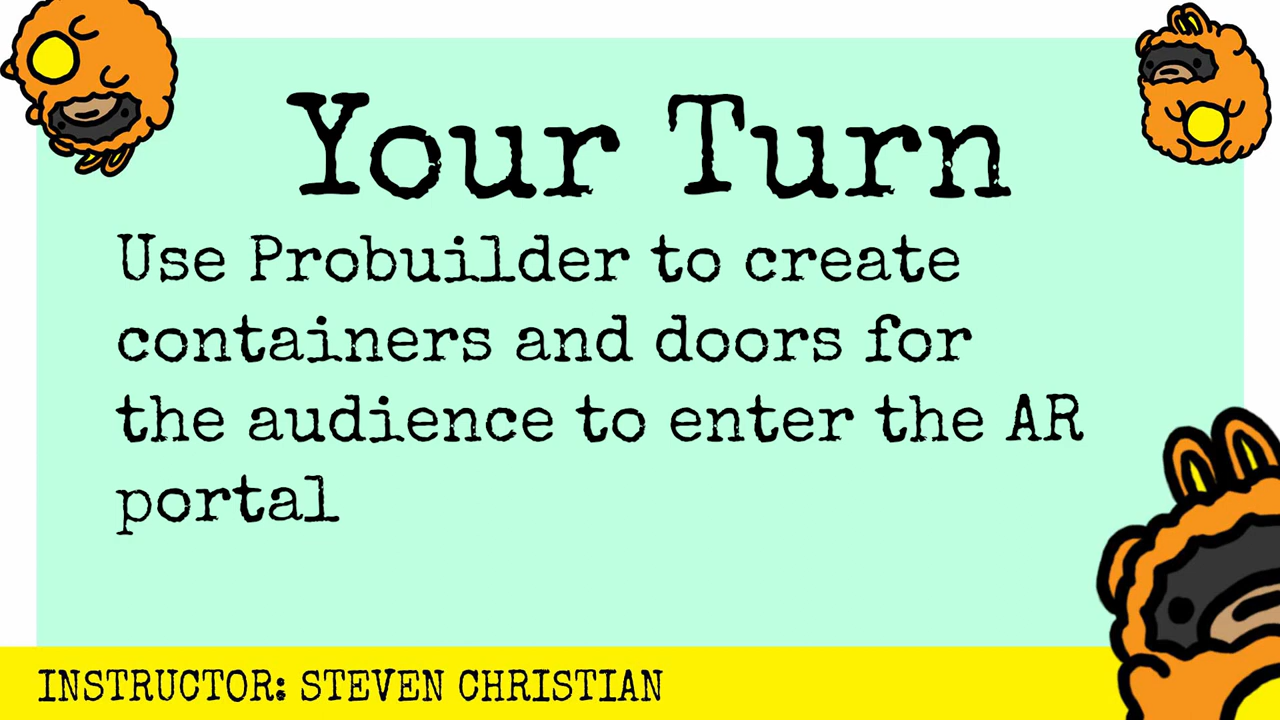 Your Turn
Use Probuilder to create
containers and doors for
the audience to enter the AR
portal
INSTRUCTOR: STEVEN CHRISTIAN